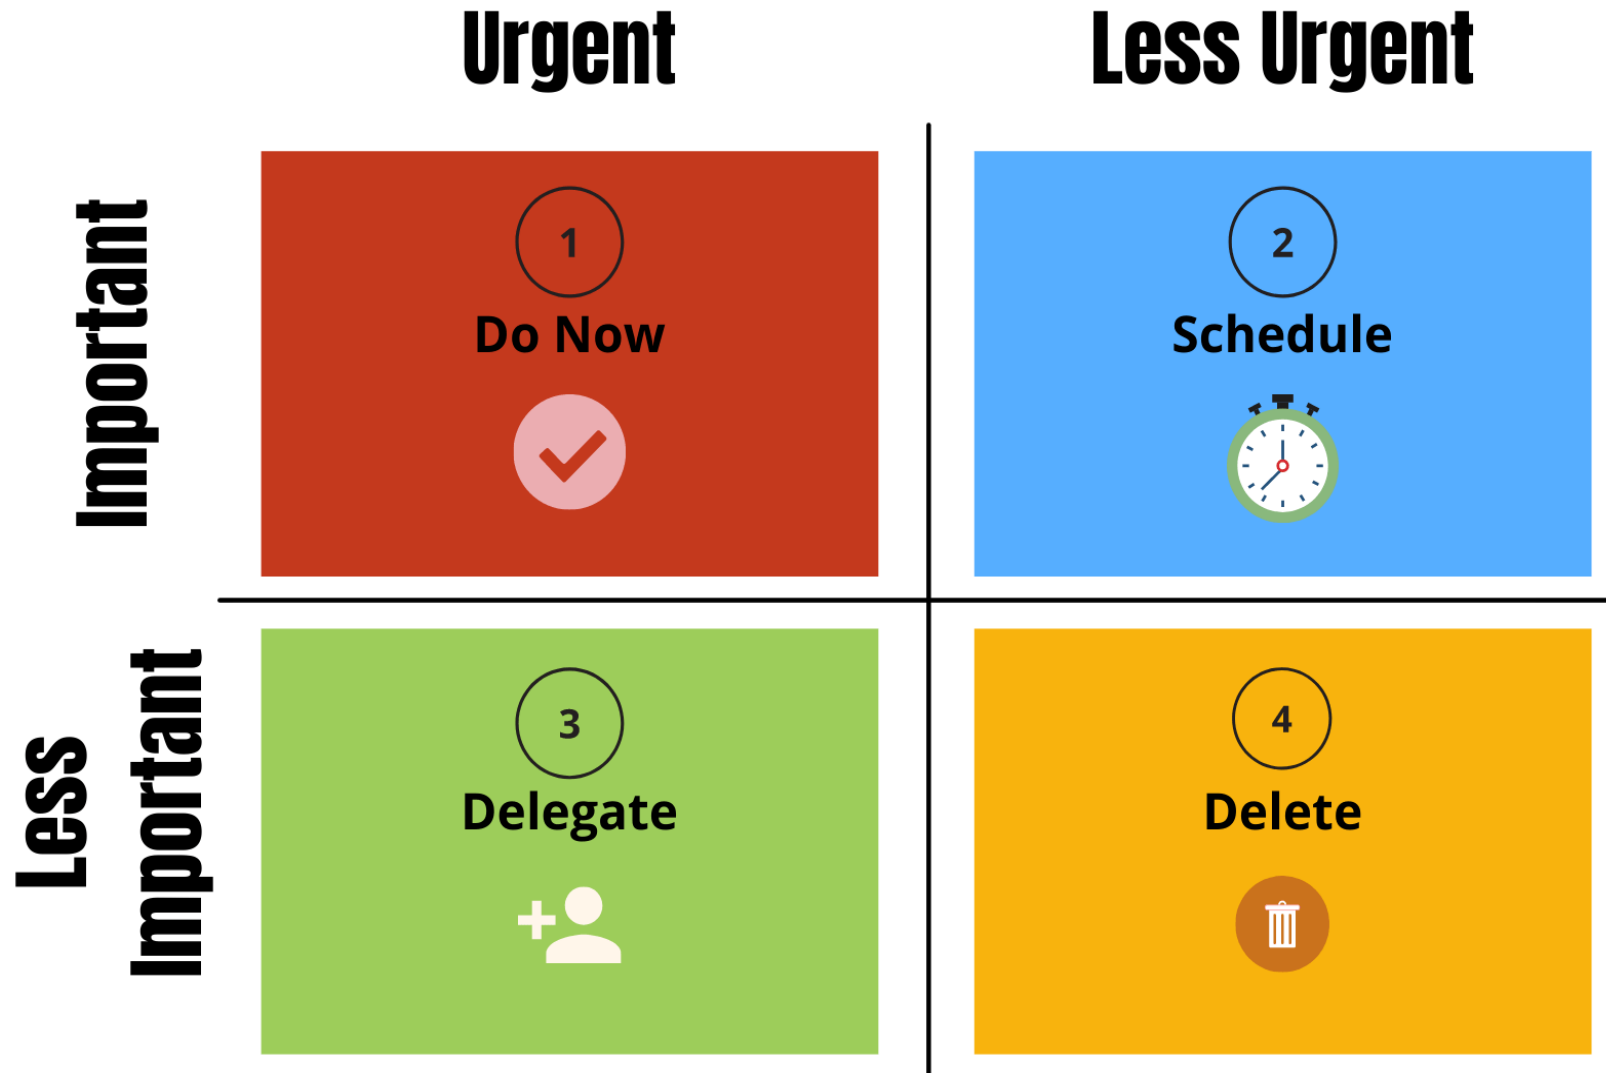 Urgent
Less Urgent
Important
1
Do Now
2
Schedule
Less
Important
3
Delegate
4
Delete